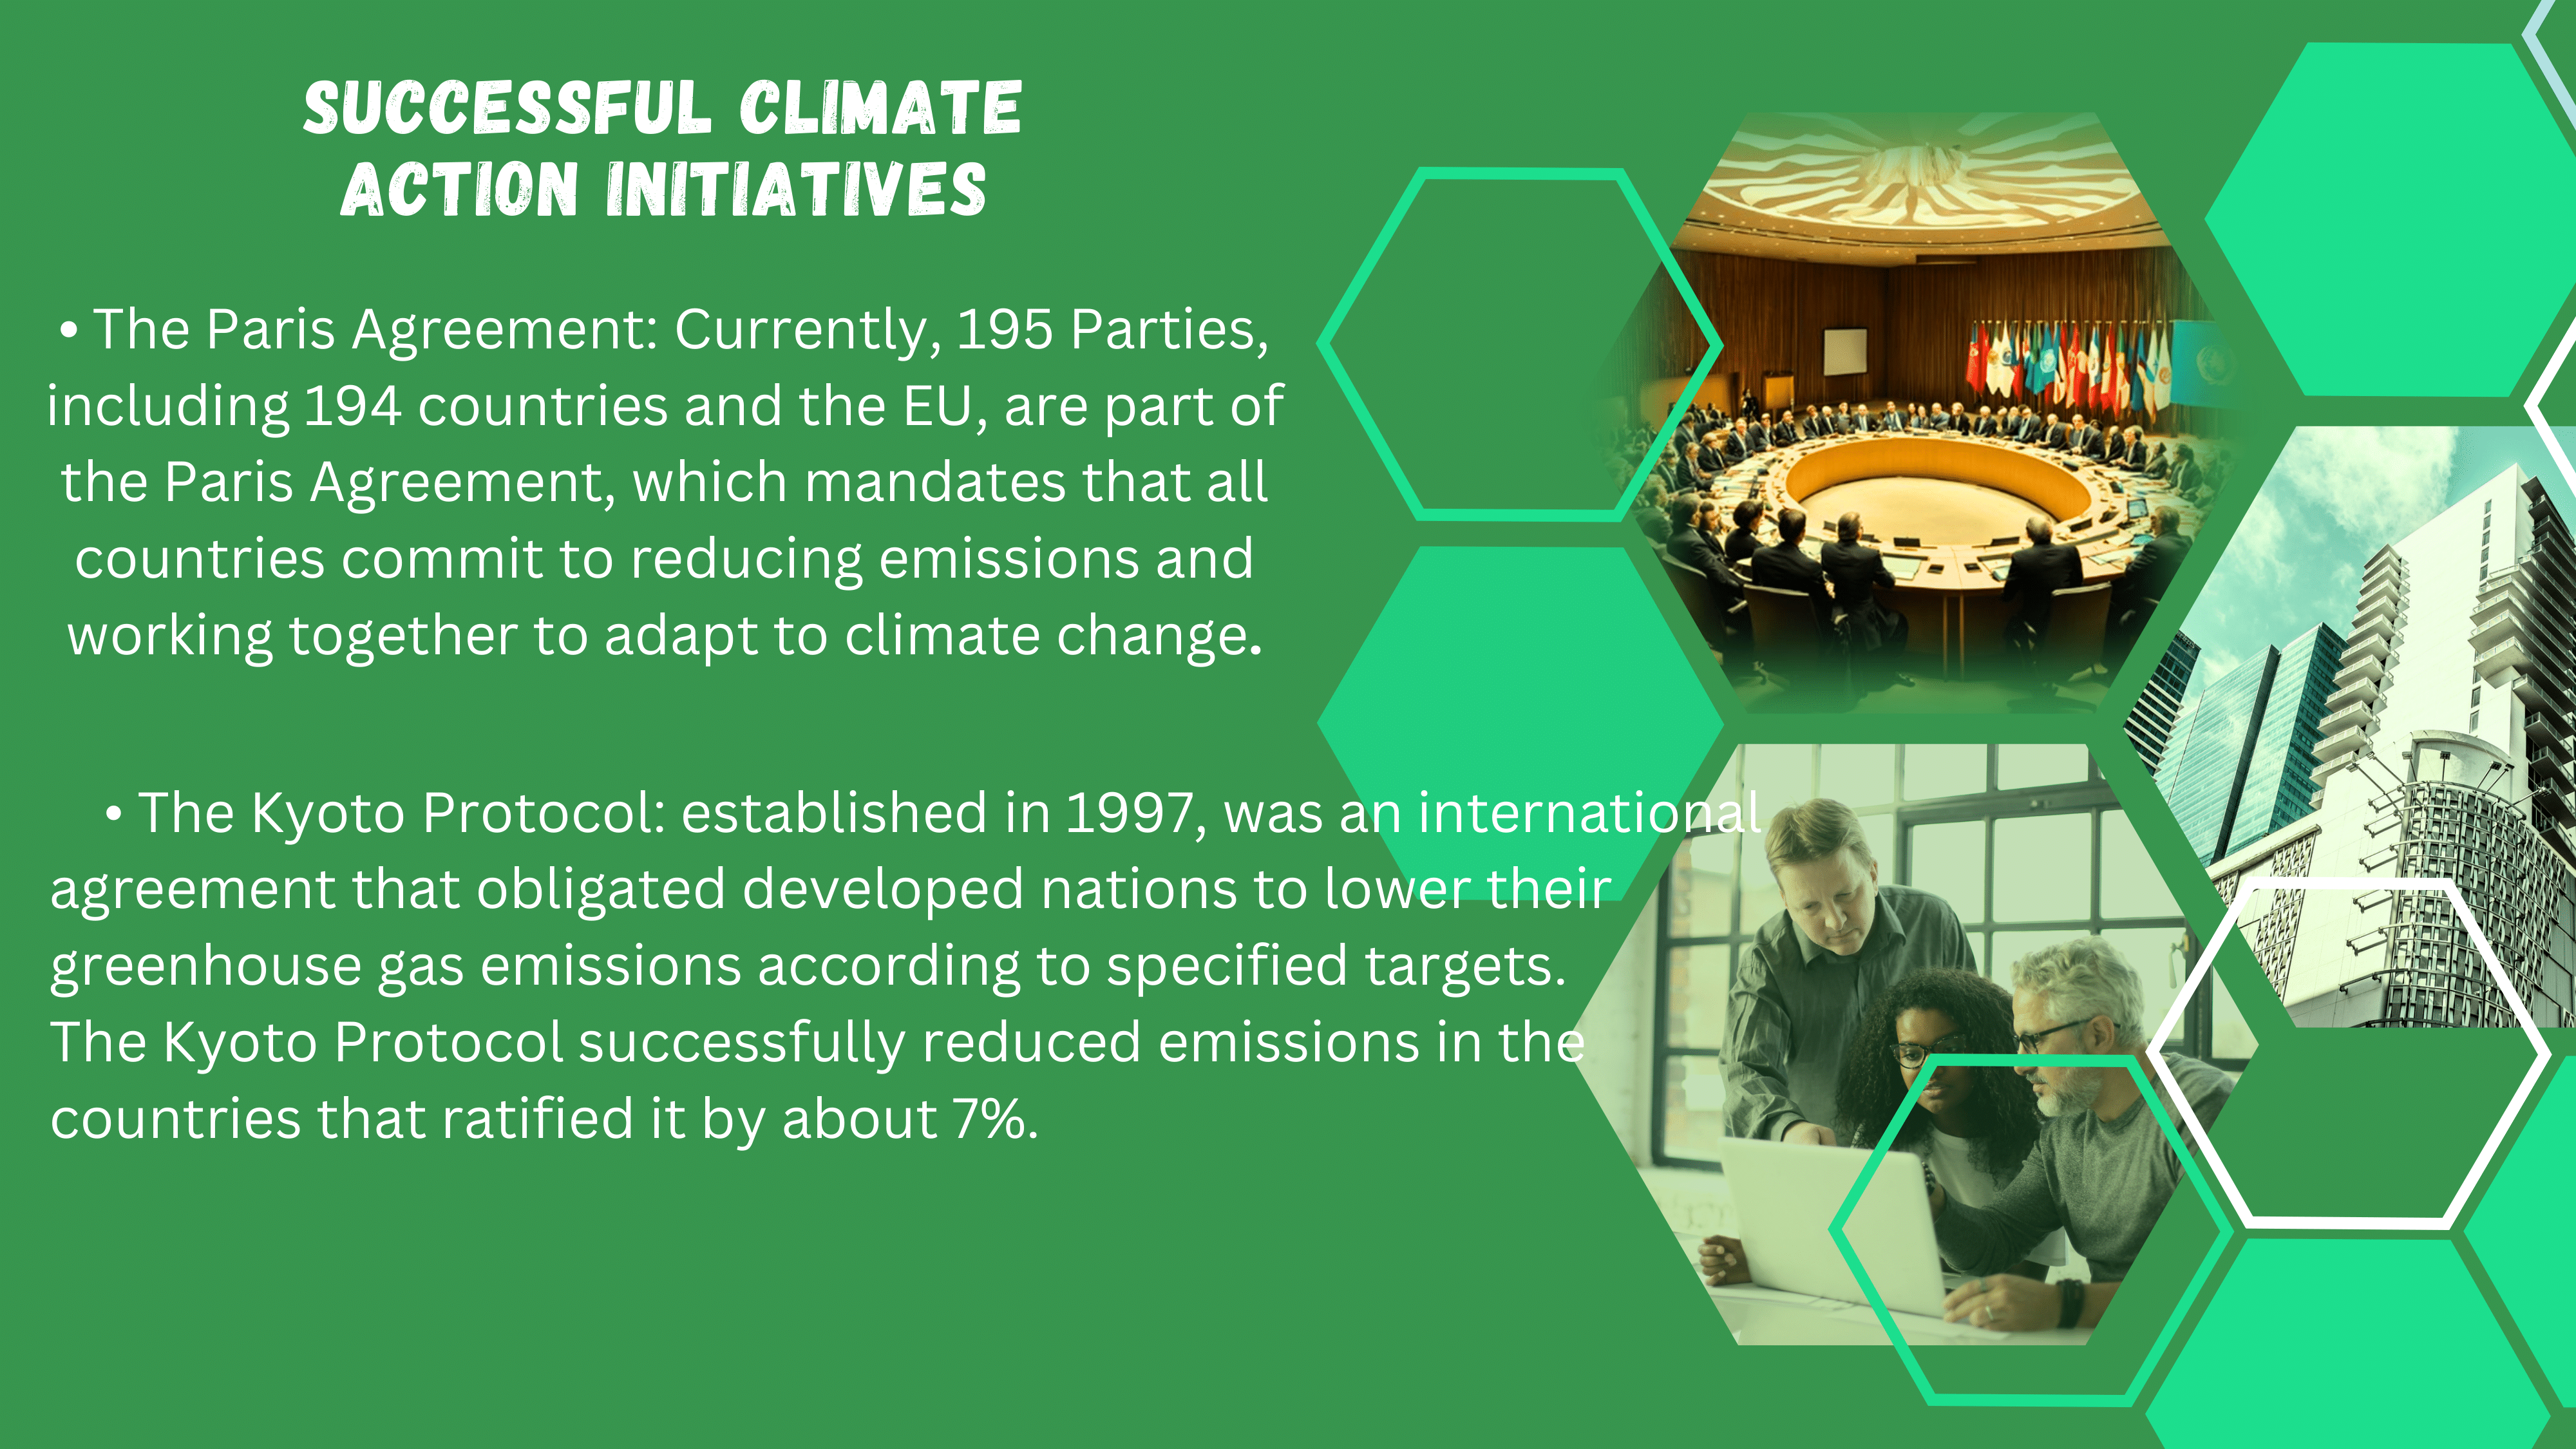 SUCCESSFUL CLIMATE
ACTION INITIATIVES
• The Paris Agreement: Currently, 195 Parties,
including 194 countries and the EU, are part of
the Paris Agreement, which mandates that all
countries commit to reducing emissions and
working together to adapt to climate change.
• The Kyoto Protocol: established in 1997, was an international
agreement that obligated developed nations to lower their
greenhouse gas emissions according to specified targets.
The Kyoto Protocol successfully reduced emissions in the
countries that ratified it by about 7%.